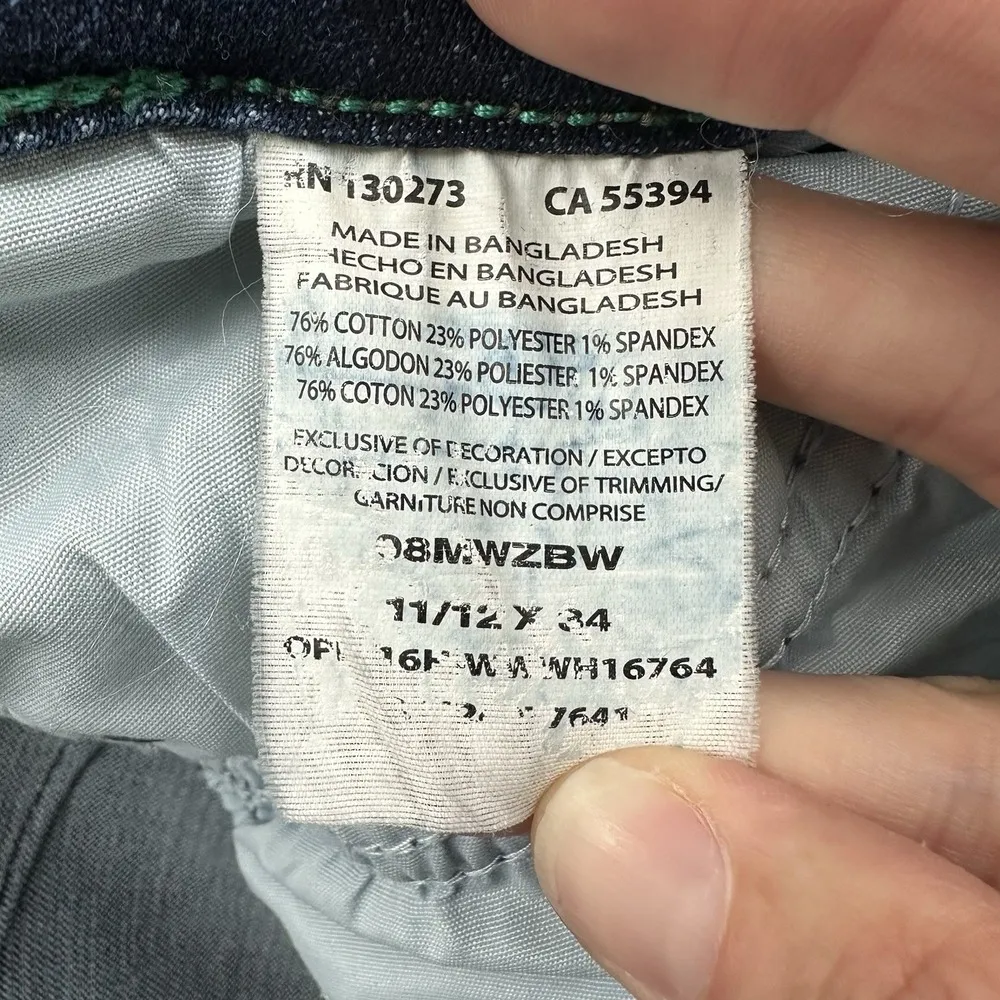 RN 130273 CA 55394
MADE IN BANGLADESH
HECHO EN BANGLADESH
FABRIQUE AU BANGLADESH
76% COTTON 23% POLYESTER 1% SPANDEX
76% ALGODON 23% POLIESTER 1% SPANDEX
76% COTON 23% POLYESTER 1% SPANDEX
EXCLUSIVE OF DECORATION / EXCEPTO
DECORACION / EXCLUSIVE OF TRIMMING/
GARNITURE NON COMPRISE
08MWZBW
11/12 X 34
WH16764